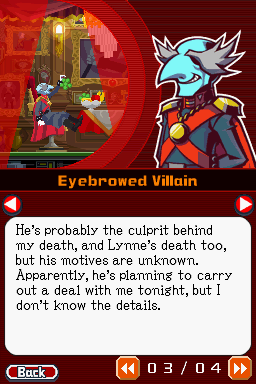 Eyebrowed Villain
He's probably the culprit behind
my death, and Lynne's death too,
but his motives are unknown.
Apparently, he's planning to carry
out a deal with me tonight, but I
don't know the details.
Back
03/04